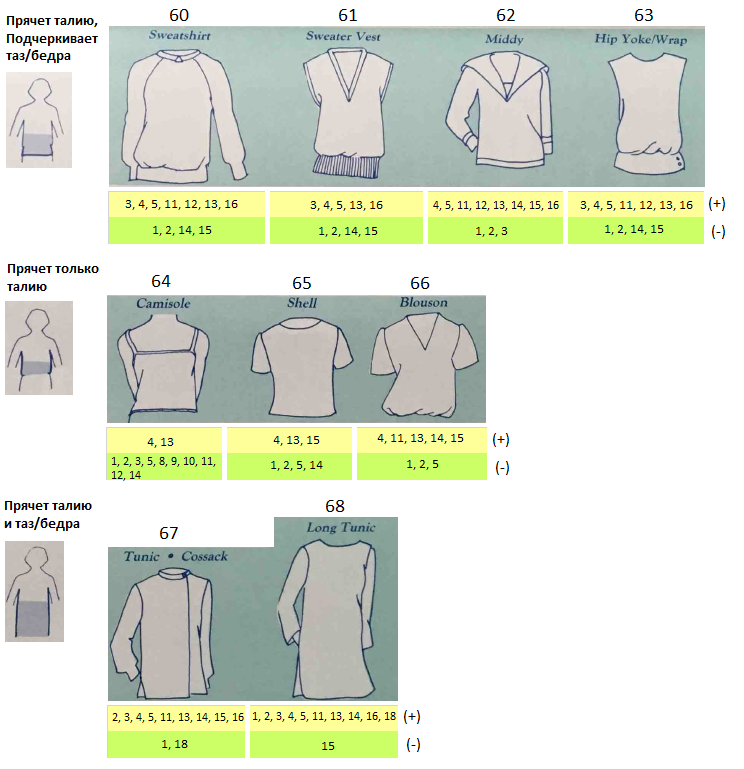 Прячет талию,
Подчеркивает
таз/бедра
60 61 62 63
Sweatshirt Sweater Vest Middy Hip Yoke/Wrap
3, 4, 5, 11, 12, 13, 16 3, 4, 5, 13, 16 4, 5, 11, 12, 13, 14, 15, 16 3, 4, 5, 11, 12, 13, 16 (+)
1, 2, 14, 15 1, 2, 14, 15 1, 2, 3 1, 2, 14, 15 (-)
Прячет только
талию
64 65 66
Camisole Shell Blouson
4, 13 4, 13, 15 4, 11, 13, 14, 15 (+)
1, 2, 3, 5, 8, 9, 10, 11,
12, 14 1, 2, 5, 14 1, 2, 5 (-)
Прячет талию
и таз/бедра
67 68
Tunic • Cossack Long Tunic
2, 3, 4, 5, 11, 13, 14, 15, 16 1, 2, 3, 4, 5, 11, 13, 14, 16, 18 (+)
1, 18 15 (-)